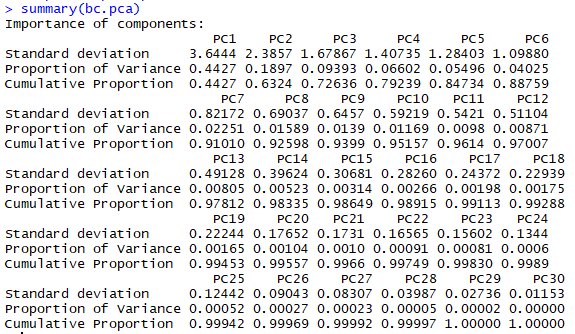 > summary(bc.pca)
Importance of components:
PC1 PC2 PC3 PC4 PC5 PC6
Standard deviation 3.6444 2.3857 1.67867 1.40735 1.28403 1.09880
Proportion of Variance 0.4427 0.1897 0.09393 0.06602 0.05496 0.04025
Cumulative Proportion 0.4427 0.6324 0.72636 0.79239 0.84734 0.88759
PC7 PC8 PC9 PC10 PC11 PC12
Standard deviation 0.82172 0.69037 0.6457 0.59219 0.5421 0.51104
Proportion of Variance 0.02251 0.01589 0.0139 0.01169 0.0098 0.00871
Cumulative Proportion 0.91010 0.92598 0.9399 0.95157 0.9614 0.97007
PC13 PC14 PC15 PC16 PC17 PC18
Standard deviation 0.49128 0.39624 0.30681 0.28260 0.24372 0.22939
Proportion of Variance 0.00805 0.00523 0.00314 0.00266 0.00198 0.00175
Cumulative Proportion 0.97812 0.98335 0.98649 0.98915 0.99113 0.99288
PC19 PC20 PC21 PC22 PC23 PC24
Standard deviation 0.22244 0.17652 0.1731 0.16565 0.15602 0.1344
Proportion of Variance 0.00165 0.00104 0.0010 0.00091 0.00081 0.0006
Cumulative Proportion 0.99453 0.99557 0.9966 0.99749 0.99830 0.9989
PC25 PC26 PC27 PC28 PC29 PC30
Standard deviation 0.12442 0.09043 0.08307 0.03987 0.02736 0.01153
Proportion of Variance 0.00052 0.00027 0.00023 0.00005 0.00002 0.00000
Cumulative Proportion 0.99942 0.99969 0.99992 0.99997 1.00000 1.00000